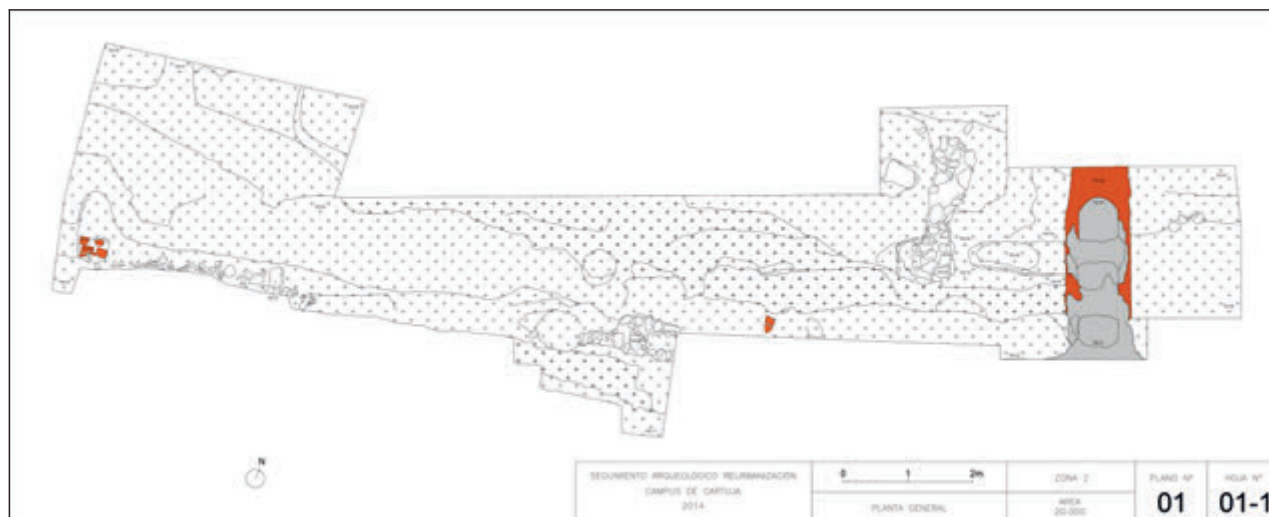 N
SEGUIMIENTO ARQUEOLÓGICO REURBANIZACIÓN
CAMPUS DE CARTUJA
2014
0 1 2m
PLANTA GENERAL
ZONA 2
AREA
20.000
PLANO Nº
01
HOJA Nº
01-1